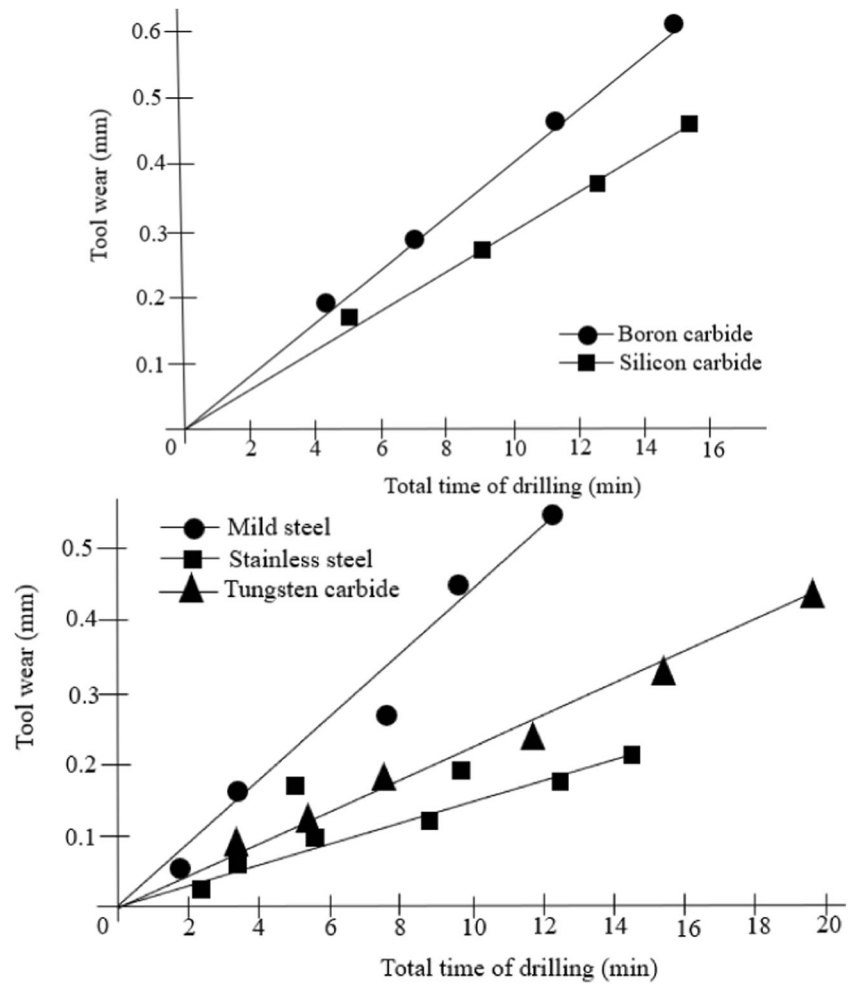 0.6
0.5
0.4
0.3
0.2
0.1
Tool wear (mm)
Boron carbide
Silicon carbide
0 2 4 6 8 10 12 14 16
Total time of drilling (min)
Mild steel
Stainless steel
Tungsten carbide
0.5
0.4
0.3
0.2
0.1
Tool wear (mm)
0 2 4 6 8 10 12 14 16 18 20
Total time of drilling (min)